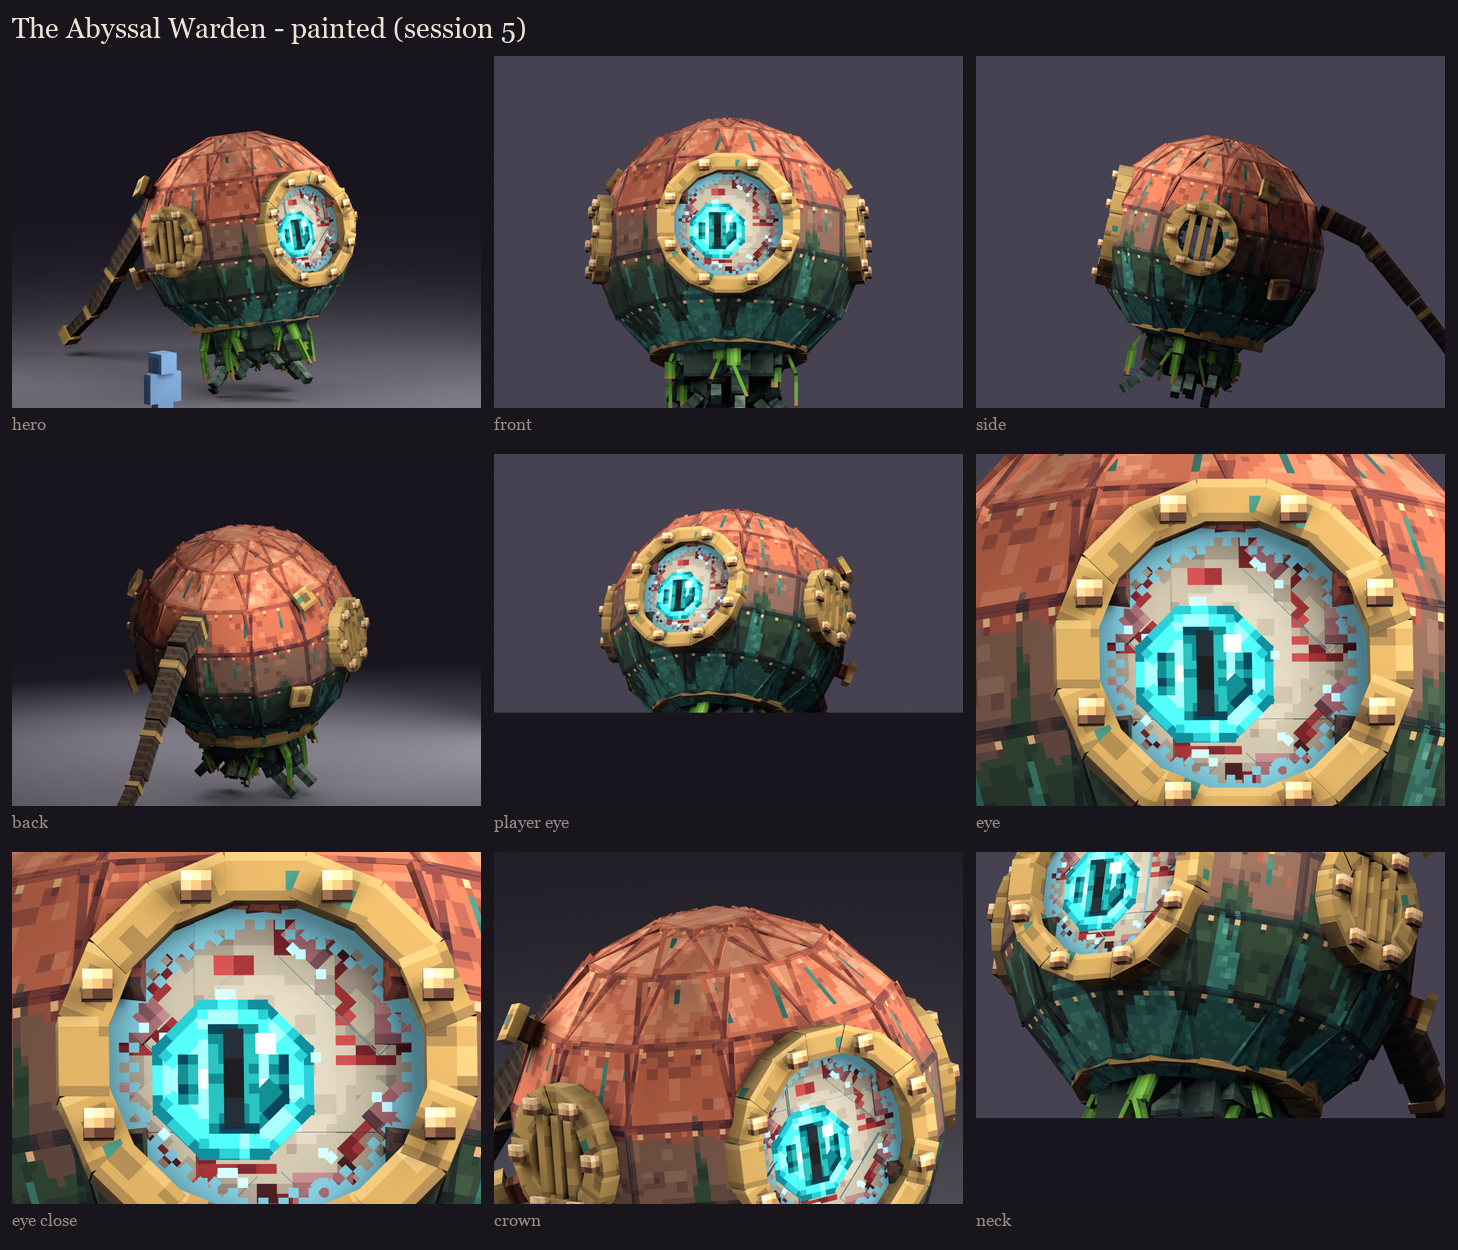 The Abyssal Warden - painted (session 5)
hero
front
side
back
player eye
eye
eye close
crown
neck